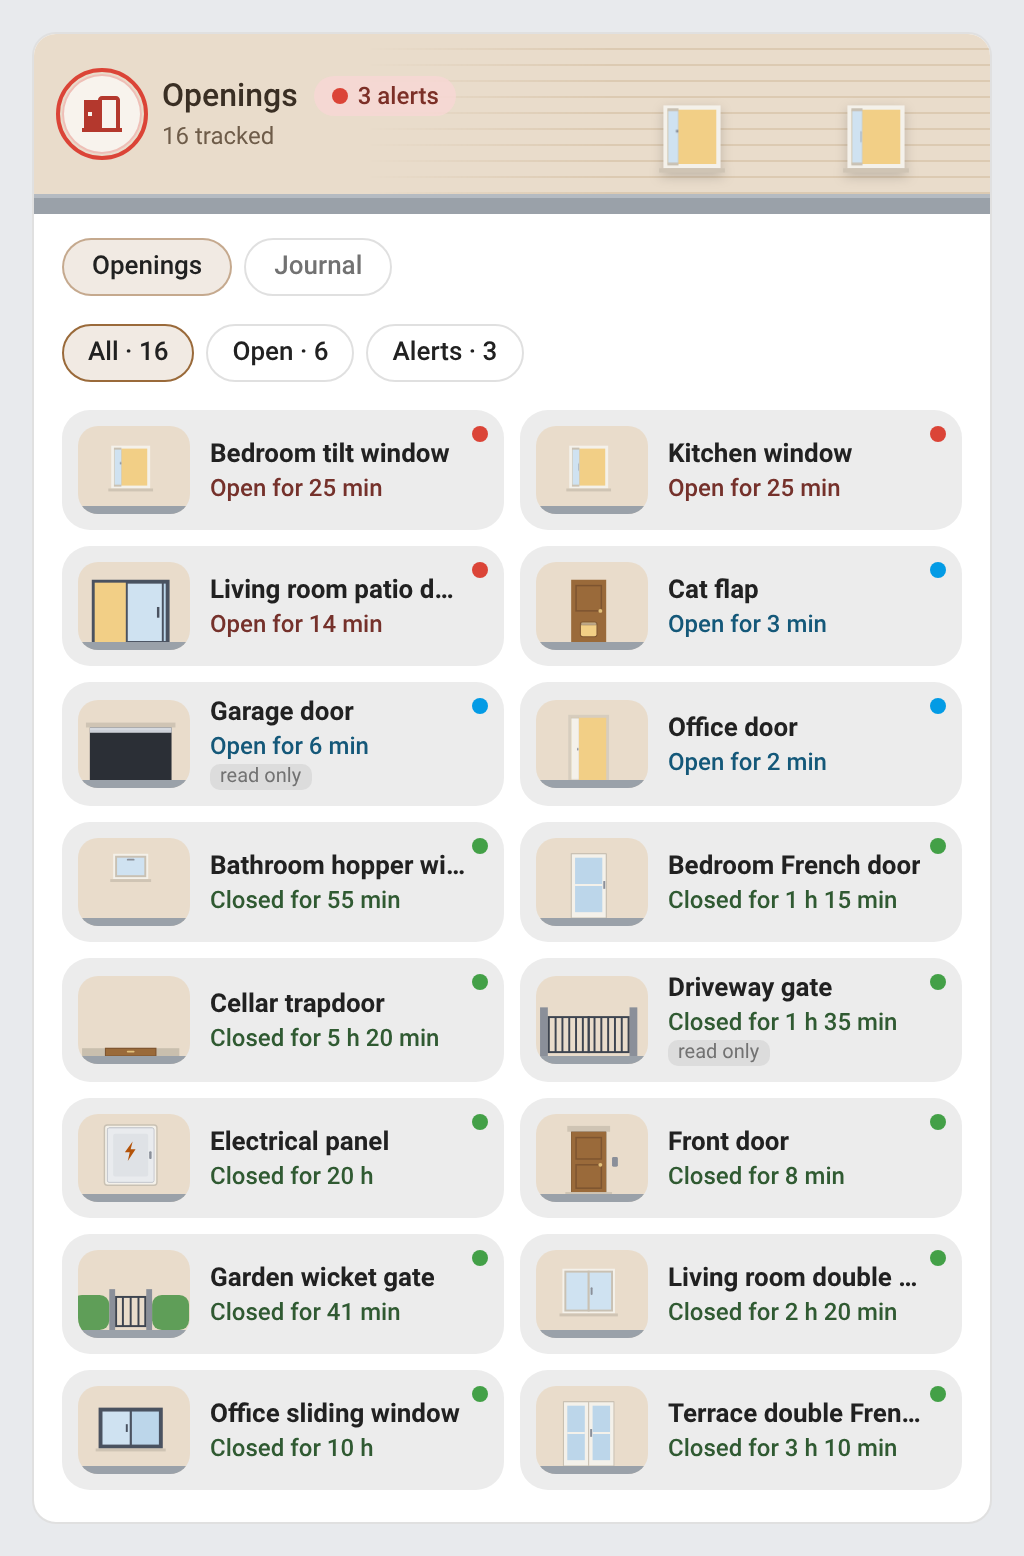 Openings
3 alerts
16 tracked
Openings
Journal
All · 16
Open · 6
Alerts · 3
Bedroom tilt window
Open for 25 min
Kitchen window
Open for 25 min
Living room patio d...
Open for 14 min
Cat flap
Open for 3 min
Garage door
Open for 6 min
read only
Office door
Open for 2 min
Bathroom hopper wi...
Closed for 55 min
Bedroom French door
Closed for 1 h 15 min
Cellar trapdoor
Closed for 5 h 20 min
Driveway gate
Closed for 1 h 35 min
read only
Electrical panel
Closed for 20 h
Front door
Closed for 8 min
Garden wicket gate
Closed for 41 min
Living room double ...
Closed for 2 h 20 min
Office sliding window
Closed for 10 h
Terrace double Fren...
Closed for 3 h 10 min